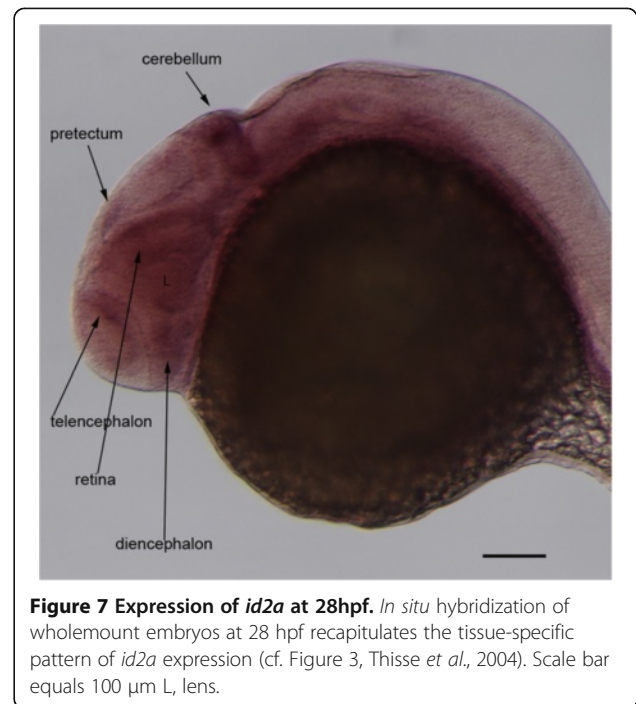 cerebellum
pretectum
L
telencephalon
retina
diencephalon
Figure 7 Expression of id2a at 28hpf. In situ hybridization of
wholemount embryos at 28 hpf recapitulates the tissue-specific
pattern of id2a expression (cf. Figure 3, Thisse et al., 2004). Scale bar
equals 100 μm L, lens.